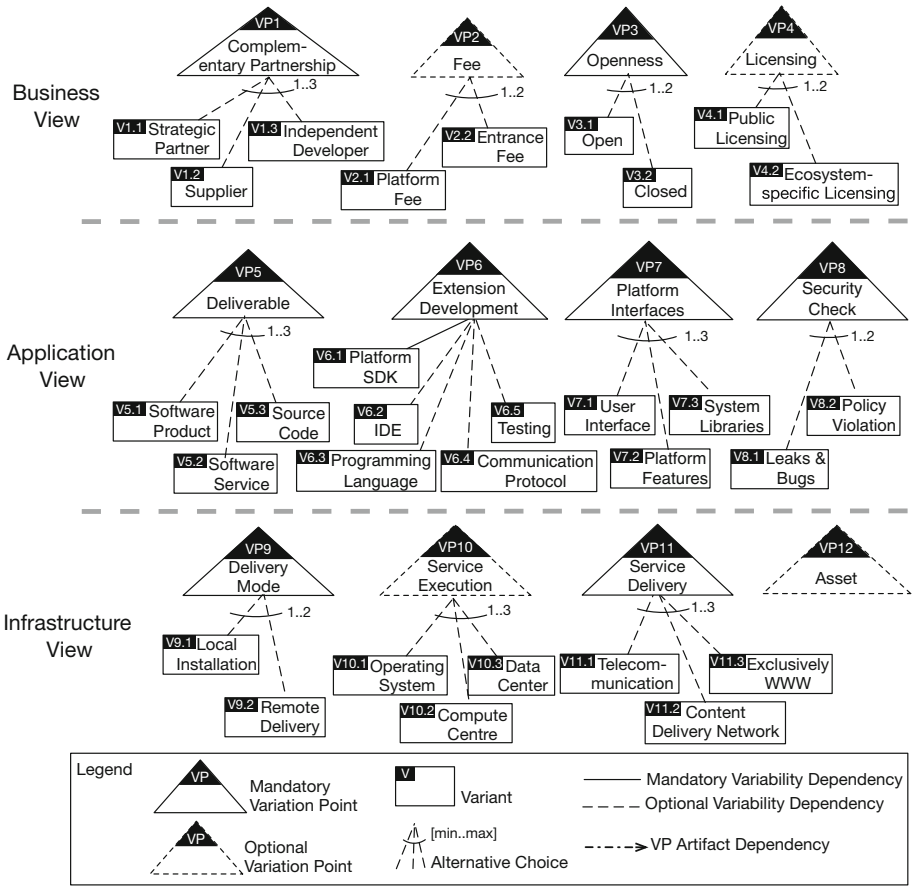 Business
View
VP1
Complem-
entary Partnership
1..3
V1.1 Strategic
Partner
V1.3 Independent
Developer
V1.2
Supplier
VP2
Fee
1..2
V2.2 Entrance
Fee
V2.1 Platform
Fee
VP3
Openness
1..2
V3.1
Open
V3.2
Closed
VP4
Licensing
1..2
V4.1 Public
Licensing
V4.2 Ecosystem-
specific Licensing
Application
View
VP5
Deliverable
1..3
V5.1 Software
Product
V5.3 Source
Code
V5.2 Software
Service
VP6
Extension
Development
V6.1 Platform
SDK
V6.2
IDE
V6.5
Testing
V6.3 Programming
Language
V6.4 Communication
Protocol
VP7
Platform
Interfaces
1..3
V7.1 User
Interface
V7.3 System
Libraries
V7.2 Platform
Features
VP8
Security
Check
1..2
V8.2 Policy
Violation
V8.1 Leaks &
Bugs
Infrastructure
View
VP9
Delivery
Mode
1..2
V9.1 Local
Installation
V9.2 Remote
Delivery
VP10
Service
Execution
1..3
V10.1 Operating
System
V10.3 Data
Center
V10.2 Compute
Centre
VP11
Service
Delivery
1..3
V11.1 Telecom-
munication
V11.3 Exclusively
WWW
V11.2 Content
Delivery Network
VP12
Asset
Legend
VP
Mandatory
Variation Point
VP
Optional
Variation Point
V
Variant
[min..max]
Alternative Choice
Mandatory Variability Dependency
Optional Variability Dependency
VP Artifact Dependency